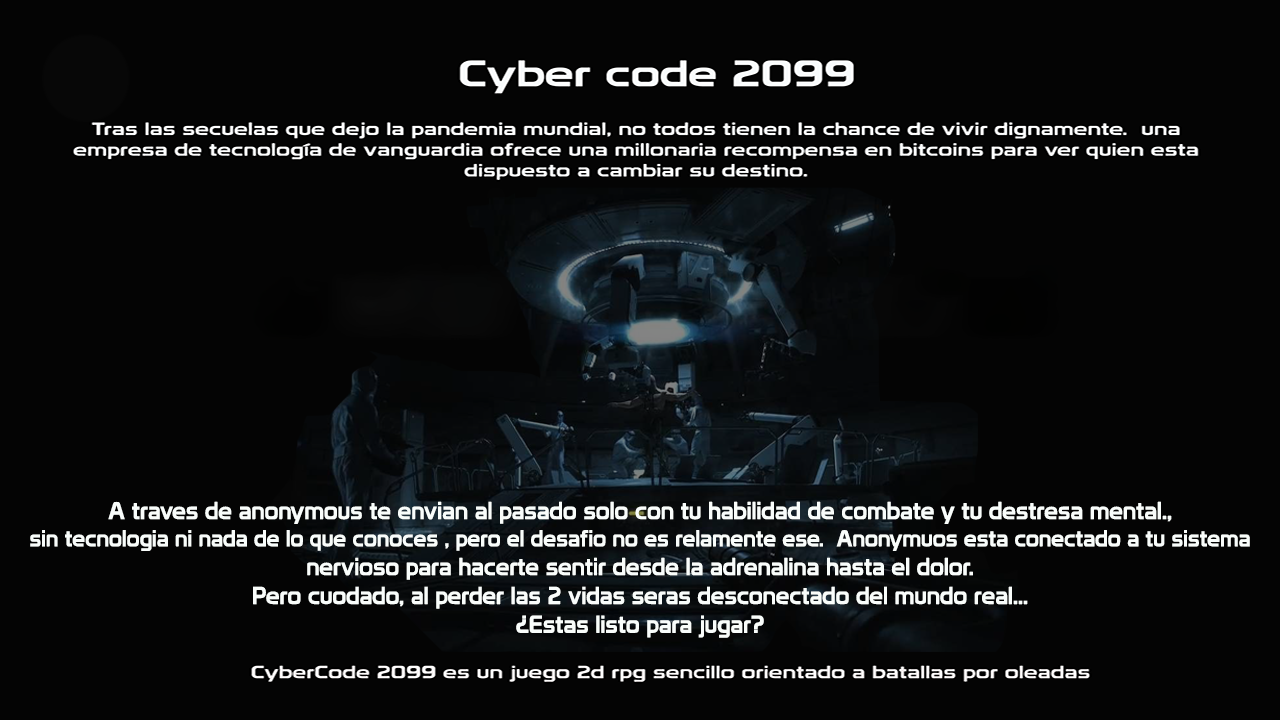 Cyber code 2099
Tras las secuelas que dejo la pandemia mundial, no todos tienen la chance de vivir dignamente. una
empresa de tecnología de vanguardia ofrece una millonaria recompensa en bitcoins para ver quien esta
dispuesto a cambiar su destino.
A traves de anonymous te envian al pasado solo con tu habilidad de combate y tu destresa mental.,
sin tecnologia ni nada de lo que conoces , pero el desafio no es relamente ese. Anonymuos esta conectado a tu sistema
nervioso para hacerte sentir desde la adrenalina hasta el dolor.
Pero cuodado, al perder las 2 vidas seras desconectado del mundo real...
¿Estas listo para jugar?
CyberCode 2099 es un juego 2d rpg sencillo orientado a batallas por oleadas